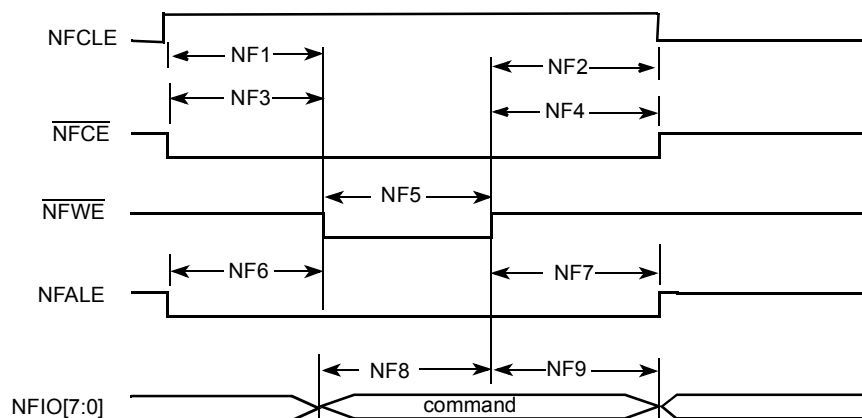 NFCLE
NF1
NF2
NF3
NF4
NFCE
NF5
NFWE
NF6
NF7
NFALE
NF8
NF9
NFIO[7:0]
command